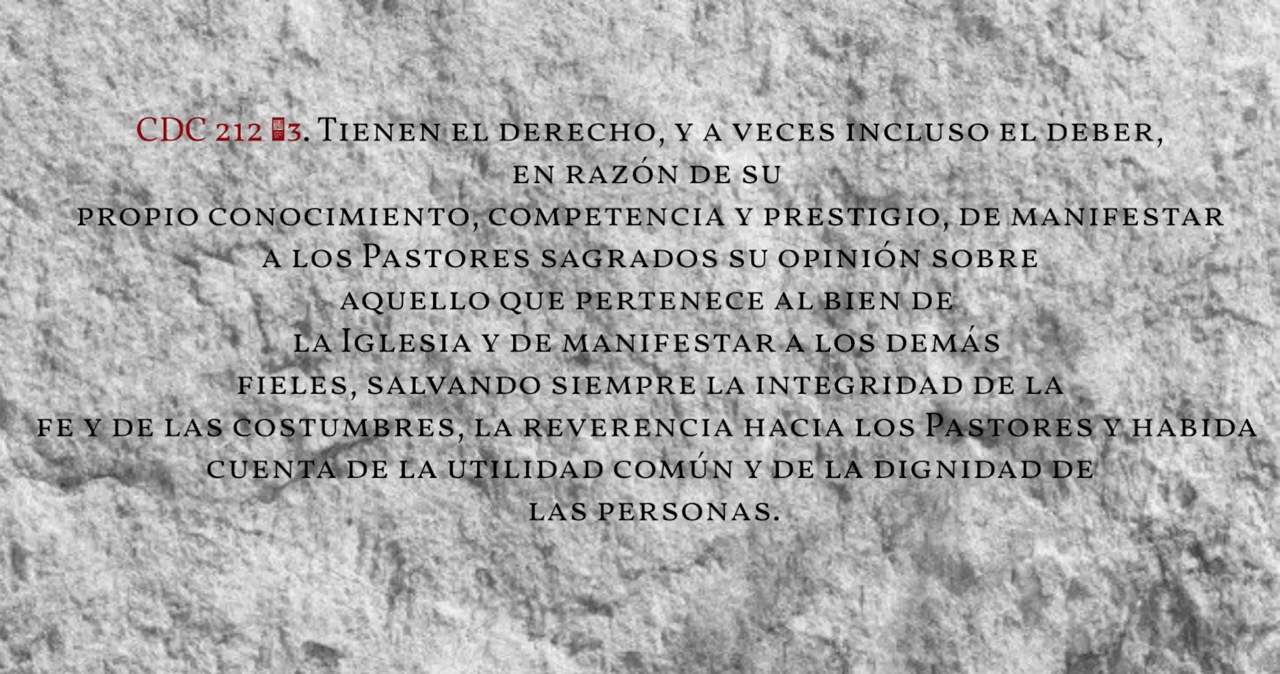 CDC 212 3. Tienen el derecho, y a veces incluso el deber,
en razón de su
propio conocimiento, competencia y prestigio, de manifestar
a los Pastores sagrados su opinión sobre
aquello que pertenece al bien de
la Iglesia y de manifestar a los demás
fieles, salvando siempre la integridad de la
fe y de las costumbres, la reverencia hacia los Pastores y habida
cuenta de la utilidad común y de la dignidad de
las personas.